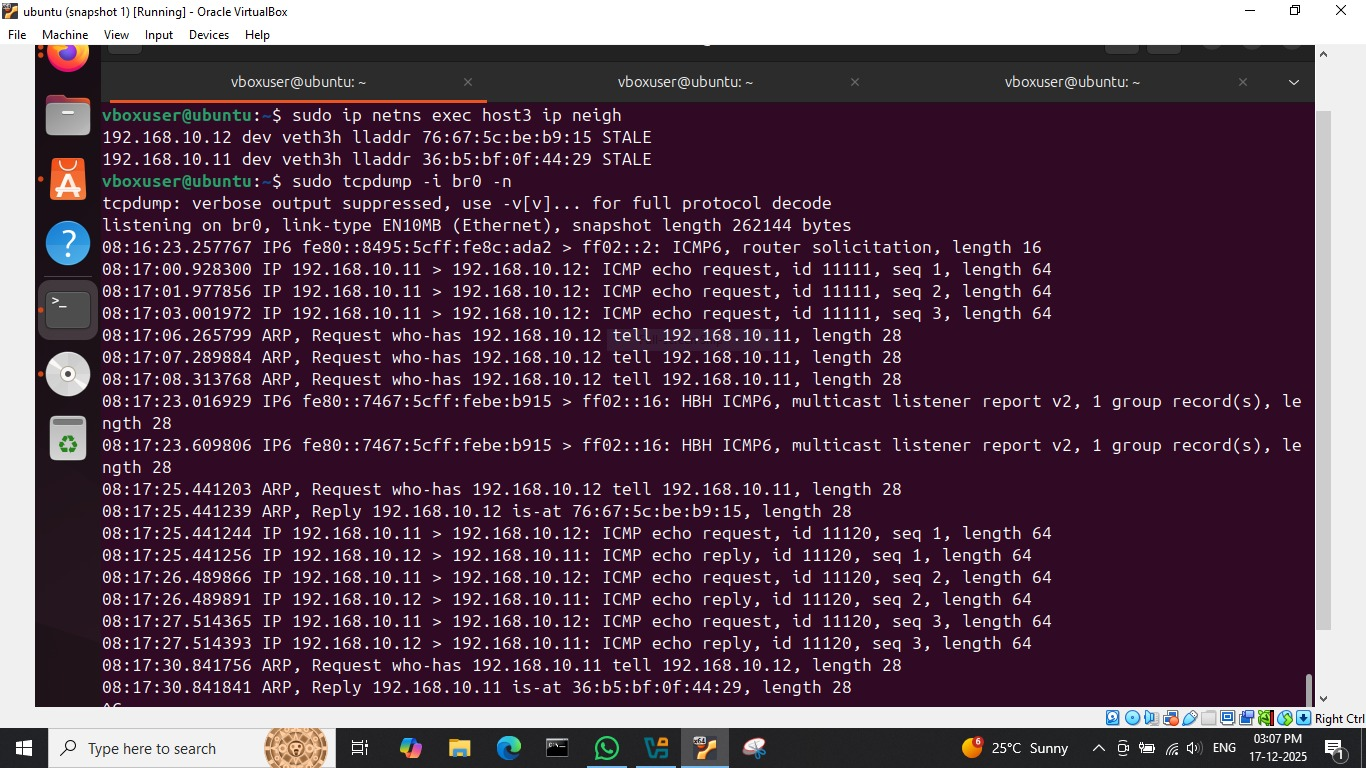 ubuntu (snapshot 1) [Running] - Oracle VirtualBox
File Machine View Input Devices Help
vboxuser@ubuntu: ~ × vboxuser@ubuntu: ~ × vboxuser@ubuntu: ~ ×
vboxuser@ubuntu:~$ sudo ip netns exec host3 ip neigh
192.168.10.12 dev veth3h lladdr 76:67:5c:be:b9:15 STALE
192.168.10.11 dev veth3h lladdr 36:b5:bf:0f:44:29 STALE
vboxuser@ubuntu:~$ sudo tcpdump -i br0 -n
tcpdump: verbose output suppressed, use -v[v]... for full protocol decode
listening on br0, link-type EN10MB (Ethernet), snapshot length 262144 bytes
08:16:23.257767 IP6 fe80::8495:5cff:fe8c:ada2 > ff02::2: ICMP6, router solicitation, length 16
08:17:00.928300 IP 192.168.10.11 > 192.168.10.12: ICMP echo request, id 11111, seq 1, length 64
08:17:01.977856 IP 192.168.10.11 > 192.168.10.12: ICMP echo request, id 11111, seq 2, length 64
08:17:03.001972 IP 192.168.10.11 > 192.168.10.12: ICMP echo request, id 11111, seq 3, length 64
08:17:06.265799 ARP, Request who-has 192.168.10.12 tell 192.168.10.11, length 28
08:17:07.289884 ARP, Request who-has 192.168.10.12 tell 192.168.10.11, length 28
08:17:08.313768 ARP, Request who-has 192.168.10.12 tell 192.168.10.11, length 28
08:17:23.016929 IP6 fe80::7467:5cff:febe:b915 > ff02::16: HBH ICMP6, multicast listener report v2, 1 group record(s), le
ngth 28
08:17:23.609806 IP6 fe80::7467:5cff:febe:b915 > ff02::16: HBH ICMP6, multicast listener report v2, 1 group record(s), le
ngth 28
08:17:25.441203 ARP, Request who-has 192.168.10.12 tell 192.168.10.11, length 28
08:17:25.441239 ARP, Reply 192.168.10.12 is-at 76:67:5c:be:b9:15, length 28
08:17:25.441244 IP 192.168.10.11 > 192.168.10.12: ICMP echo request, id 11120, seq 1, length 64
08:17:25.441256 IP 192.168.10.12 > 192.168.10.11: ICMP echo reply, id 11120, seq 1, length 64
08:17:26.489866 IP 192.168.10.11 > 192.168.10.12: ICMP echo request, id 11120, seq 2, length 64
08:17:26.489891 IP 192.168.10.12 > 192.168.10.11: ICMP echo reply, id 11120, seq 2, length 64
08:17:27.514365 IP 192.168.10.11 > 192.168.10.12: ICMP echo request, id 11120, seq 3, length 64
08:17:27.514393 IP 192.168.10.12 > 192.168.10.11: ICMP echo reply, id 11120, seq 3, length 64
08:17:30.841756 ARP, Request who-has 192.168.10.11 tell 192.168.10.12, length 28
08:17:30.841841 ARP, Reply 192.168.10.11 is-at 36:b5:bf:0f:44:29, length 28
Right Ctrl
Type here to search
25°C Sunny
ENG
03:07 PM
17-12-2025